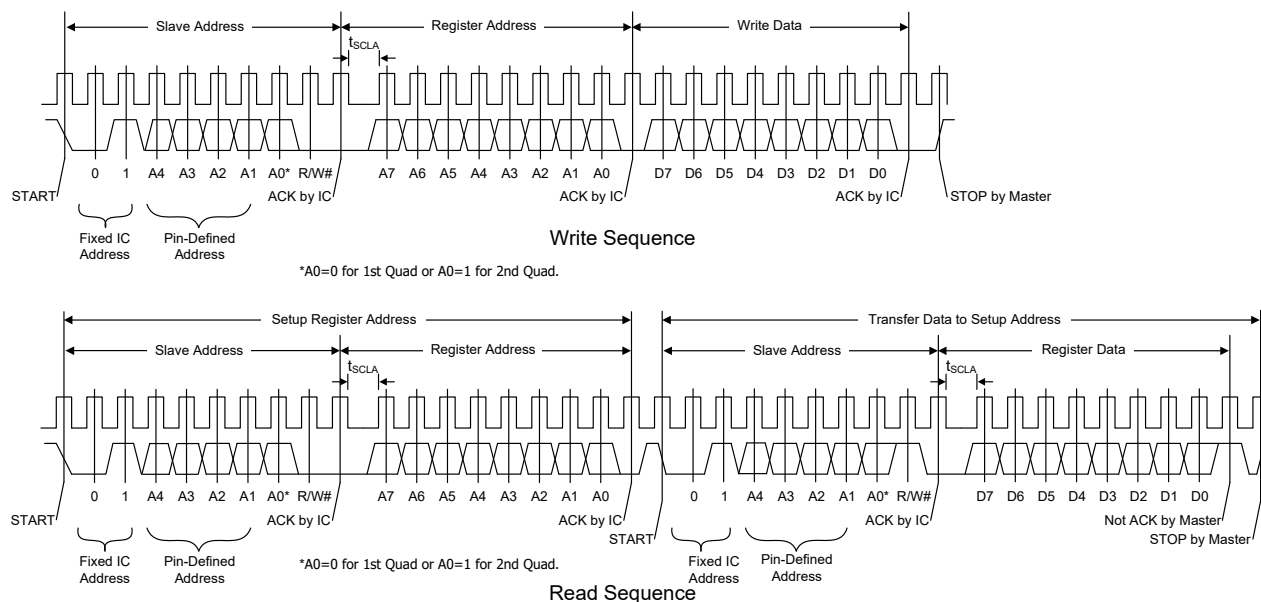 Slave Address Register Address Write Data
tSCLA
0 1 A4 A3 A2 A1 A0* R/W# A7 A6 A5 A4 A3 A2 A1 A0 D7 D6 D5 D4 D3 D2 D1 D0
START ACK by IC ACK by IC ACK by IC STOP by Master
Fixed IC Address
Pin-Defined Address
Write Sequence
*A0=0 for 1st Quad or A0=1 for 2nd Quad.
Setup Register Address Transfer Data to Setup Address
Slave Address Register Address Slave Address Register Data
tSCLA tSCLA
0 1 A4 A3 A2 A1 A0* R/W# A7 A6 A5 A4 A3 A2 A1 A0 0 1 A4 A3 A2 A1 A0* R/W# D7 D6 D5 D4 D3 D2 D1 D0
START ACK by IC ACK by IC ACK by IC Not ACK by Master
START STOP by Master
Fixed IC Address
Pin-Defined Address
*A0=0 for 1st Quad or A0=1 for 2nd Quad.
Fixed IC Address
Pin-Defined Address
Read Sequence